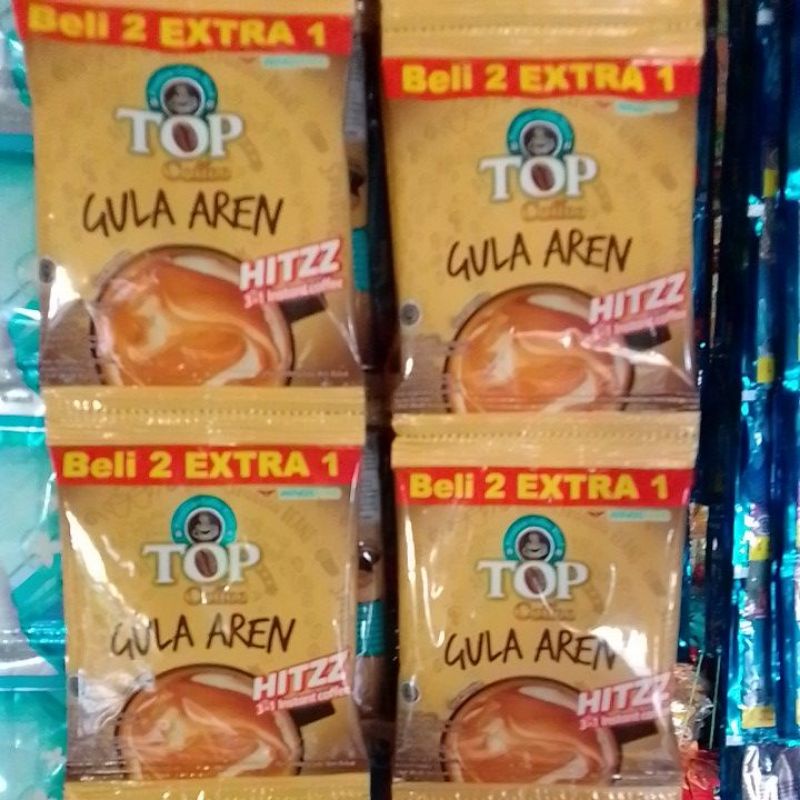 Beli 2 EXTRA 1
TOP
Coffee
GULA AREN
HITZZ
3in1 Instant coffee
Beli 2 EXTRA 1
TOP
Coffee
GULA AREN
HITZZ
3in1 Instant coffee
Beli 2 EXTRA 1
TOP
Coffee
GULA AREN
HITZZ
3in1 Instant coffee
Beli 2 EXTRA 1
TOP
Coffee
GULA AREN
HITZZ
3in1 Instant coffee